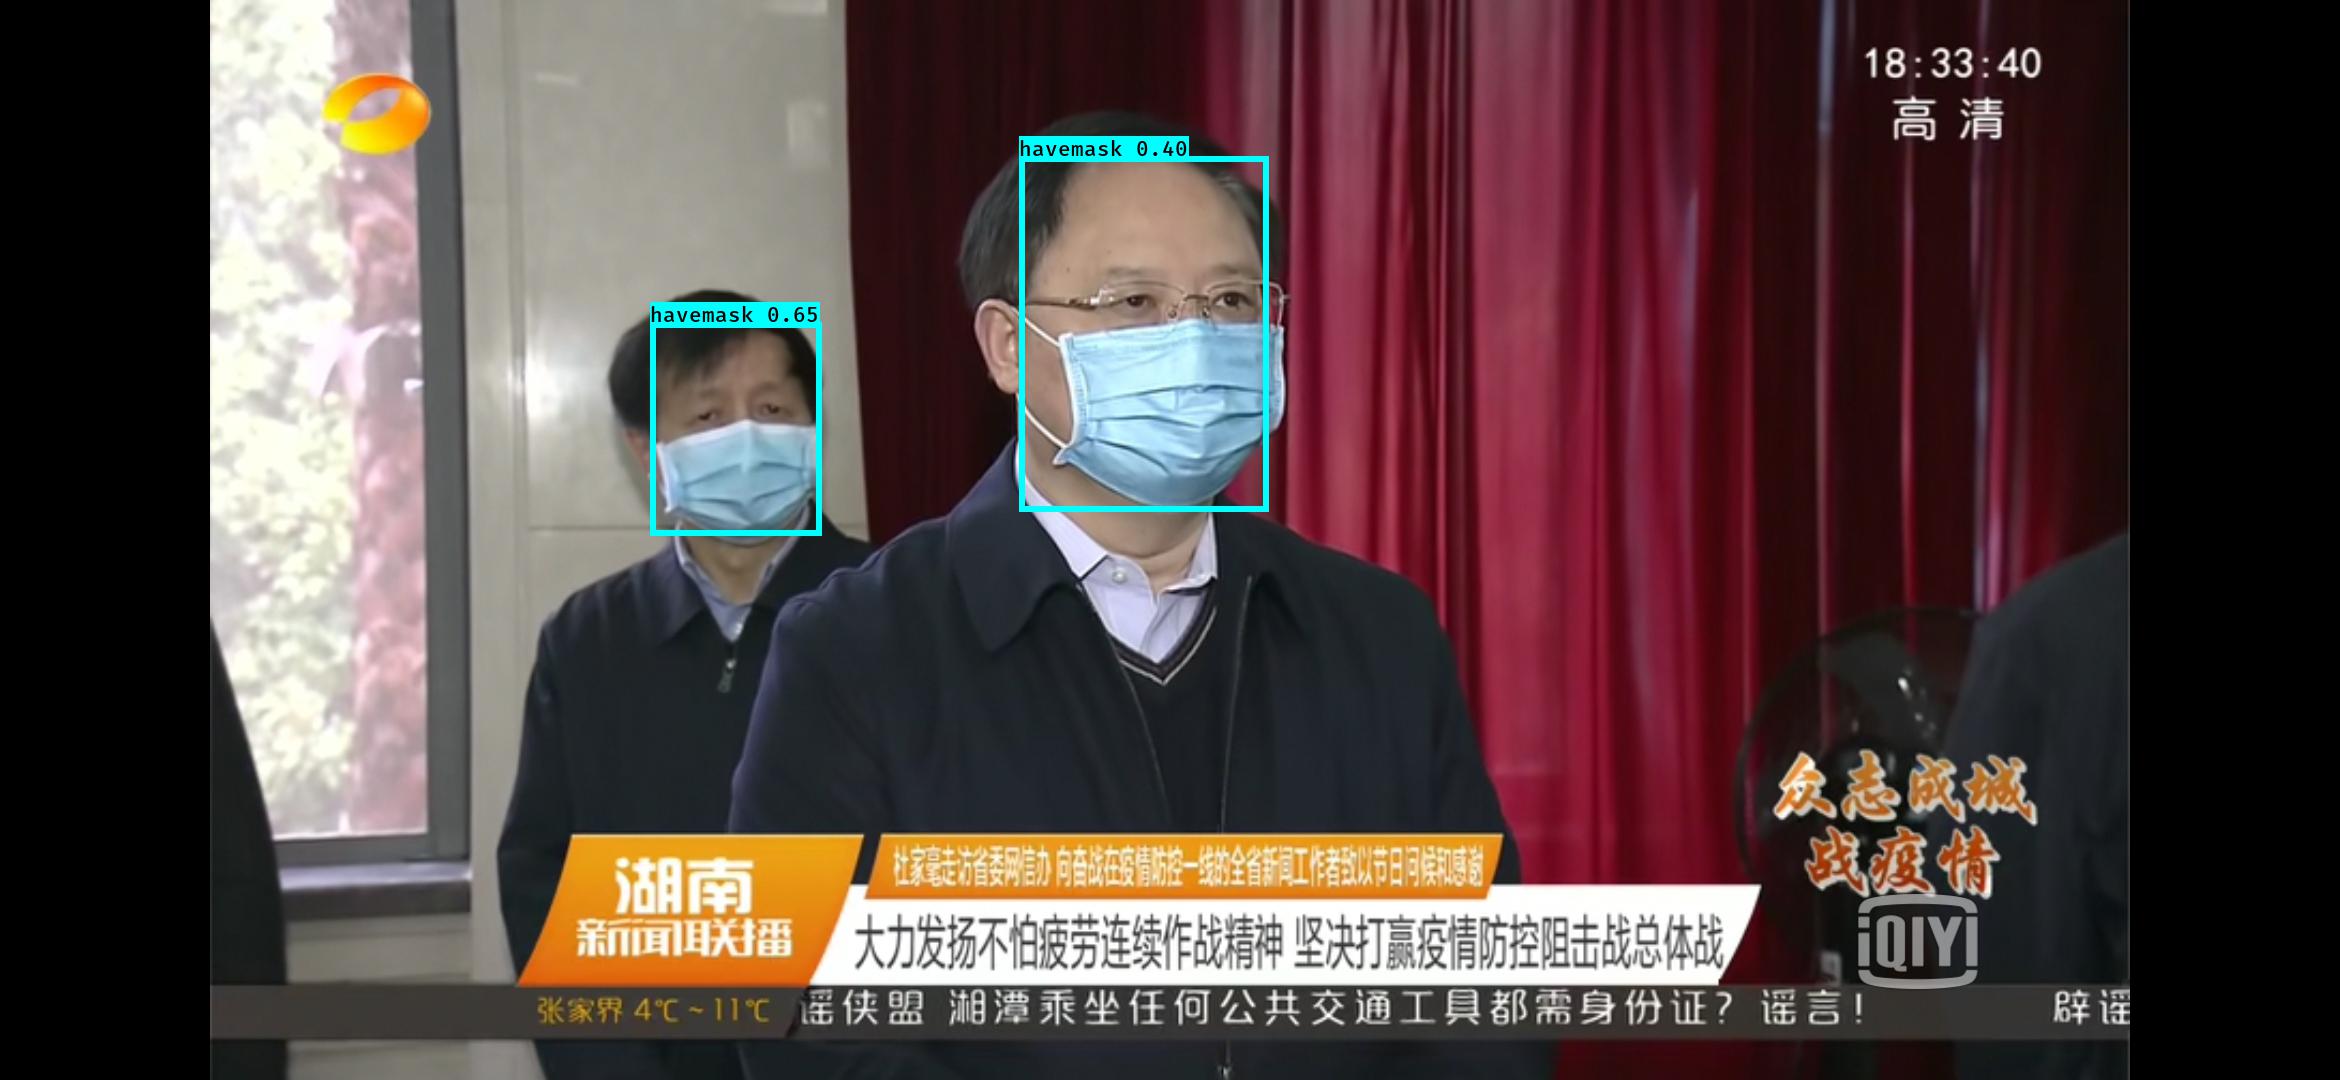 18:33:40
高清
havemask 0.40
havemask 0.65
众志成城
战疫情
iQIYI
湖南
新闻联播
杜家毫走访省委网信办 向奋战在疫情防控一线的全省新闻工作者致以节日问候和感谢
大力发扬不怕疲劳连续作战精神 坚决打赢疫情防控阻击战总体战
张家界 4℃~11℃
谣侠盟 湘潭乘坐任何公共交通工具都需身份证？谣言！ 辟谣